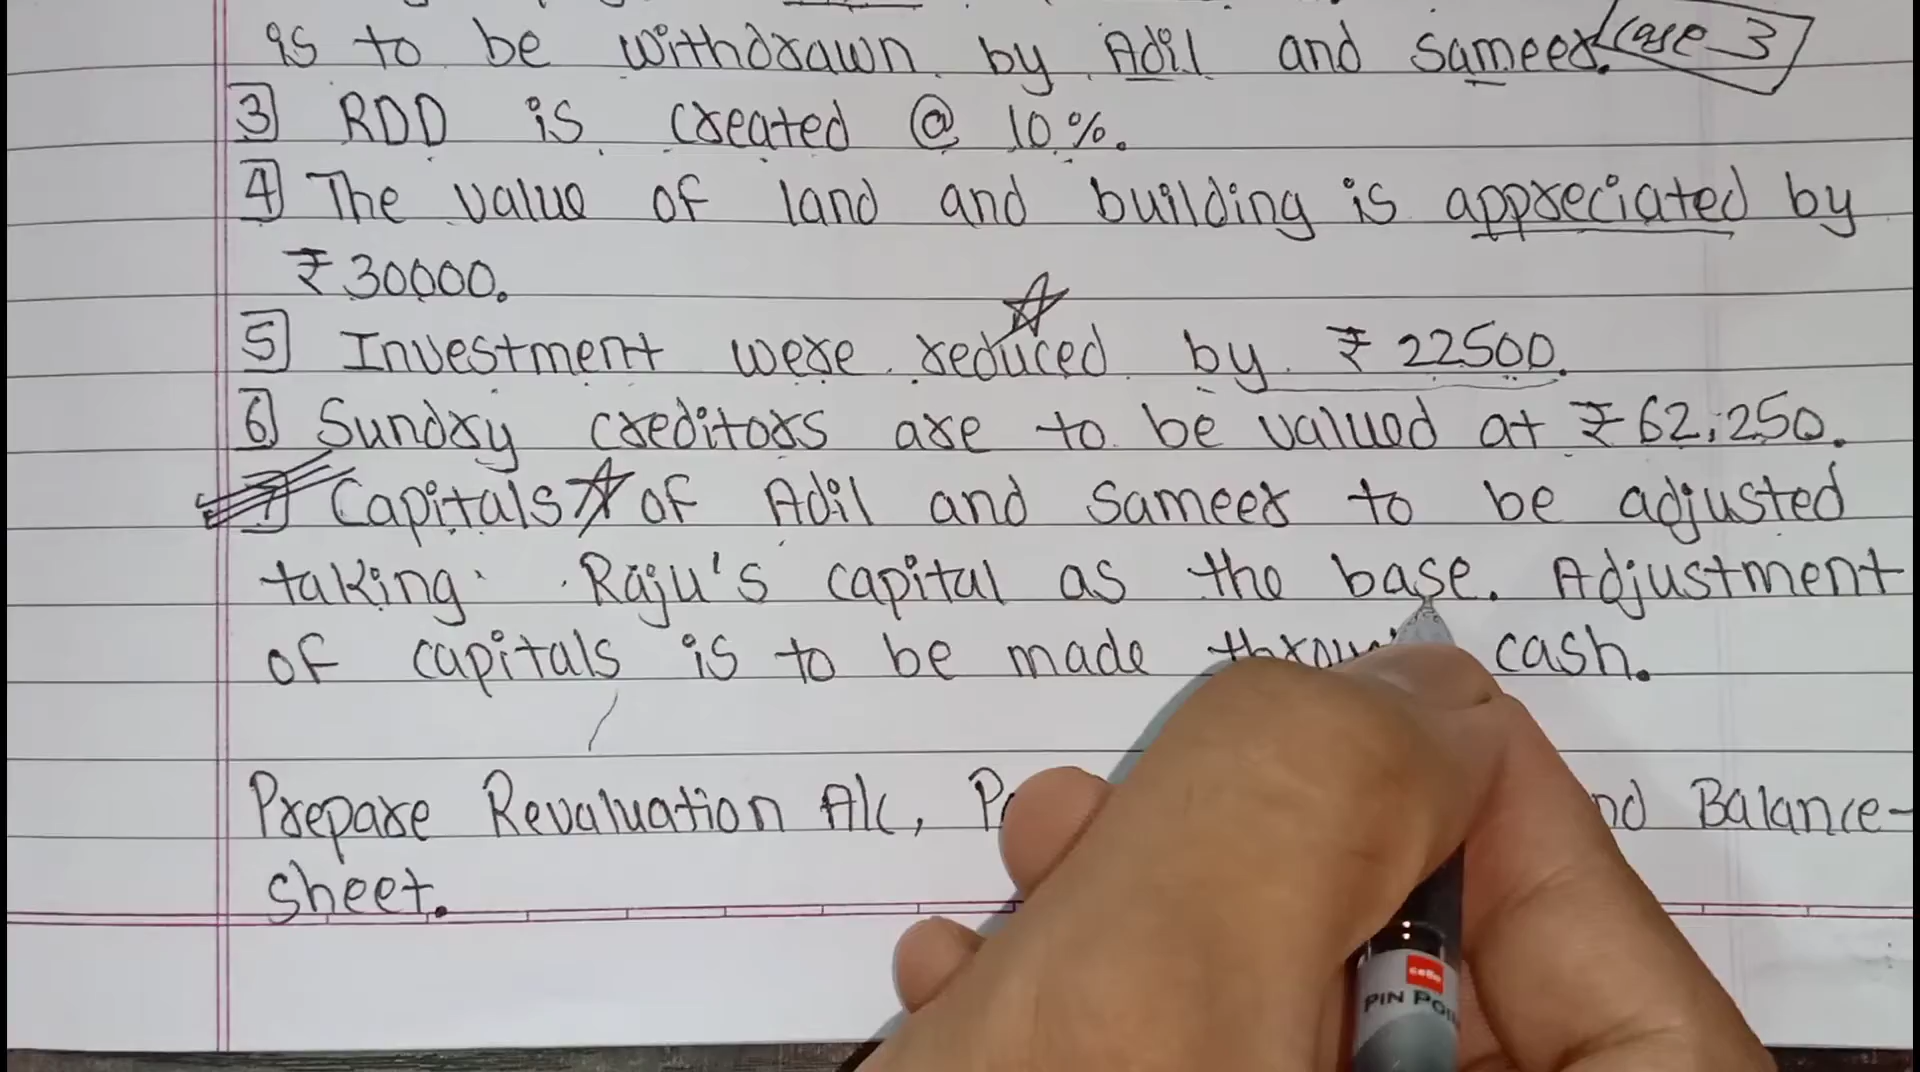 is to be withdrawn by Adil and Sameer. Case 3
3 RDD is created @ 10%.
4 The value of land and building is appreciated by
₹ 30000.
5 Investment were reduced by ₹ 22500.
6 Sundry creditors are to be valued at ₹ 62,250.
7 Capitals of Adil and Sameer to be adjusted
taking Raju's capital as the base. Adjustment
of capitals is to be made cash.
Prepare Revaluation A/c, Balance-
sheet.
cello
PIN